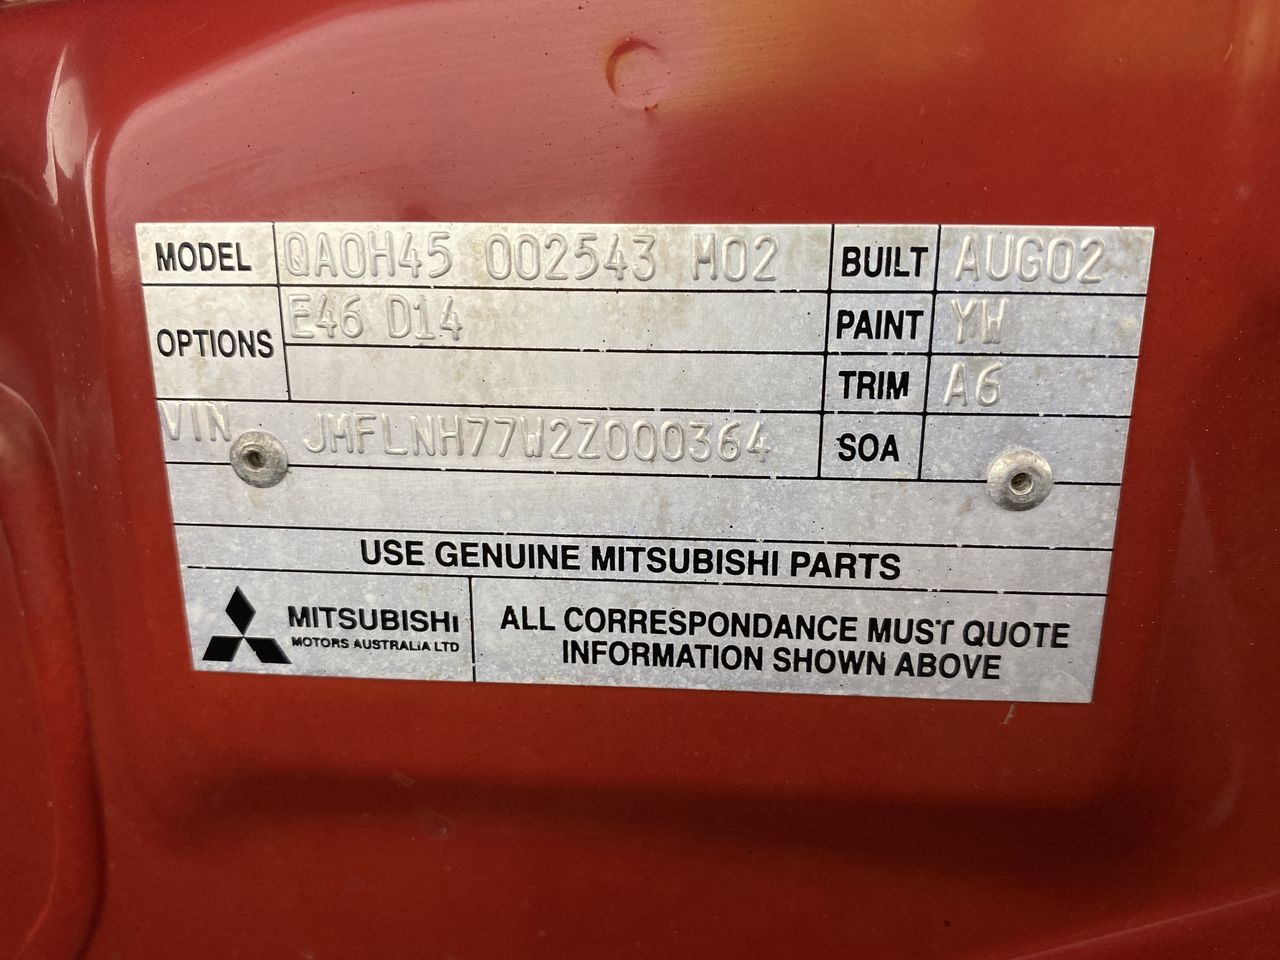 MODEL QA0H45 002543 M02 BUILT AUG02
OPTIONS E46 D14 PAINT YW
TRIM A6
VIN JMFLNH77W2Z000364 SOA
USE GENUINE MITSUBISHI PARTS
MITSUBISHI
MOTORS AUSTRALIA LTD
ALL CORRESPONDANCE MUST QUOTE
INFORMATION SHOWN ABOVE